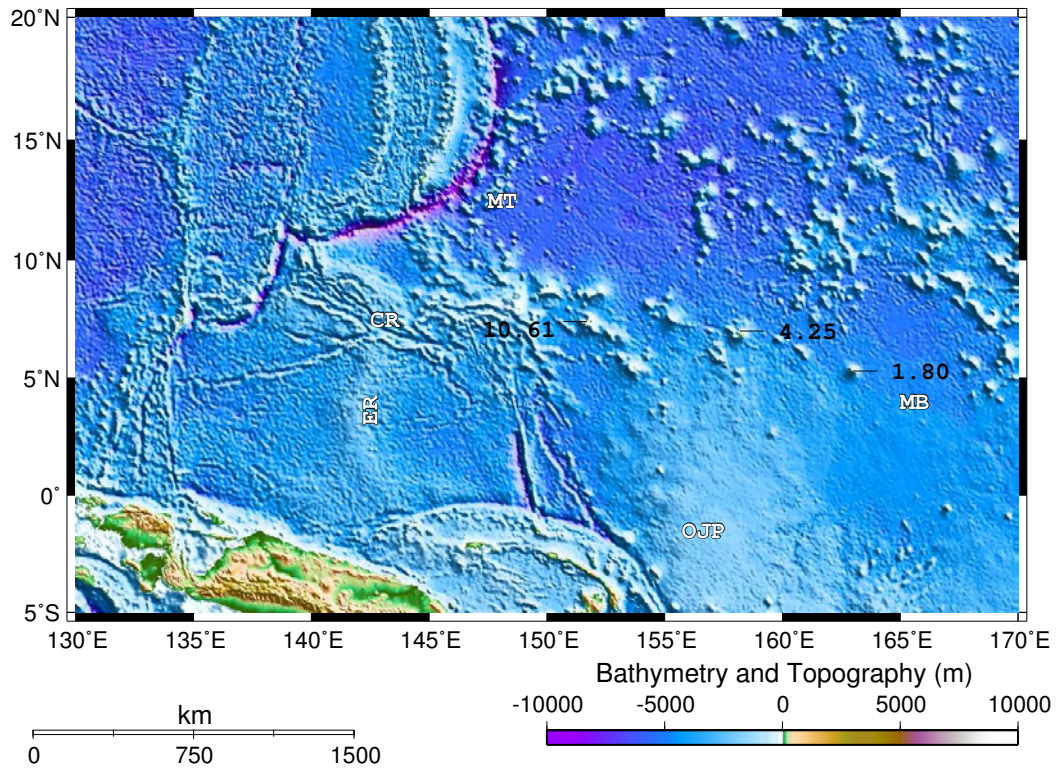 20°N
15°N
10°N
5°N
0°
5°S
130°E 135°E 140°E 145°E 150°E 155°E 160°E 165°E 170°E
MT
CR
10.61
4.25
1.80
MB
ER
OJP
Bathymetry and Topography (m)
-10000 -5000 0 5000 10000
km
0 750 1500